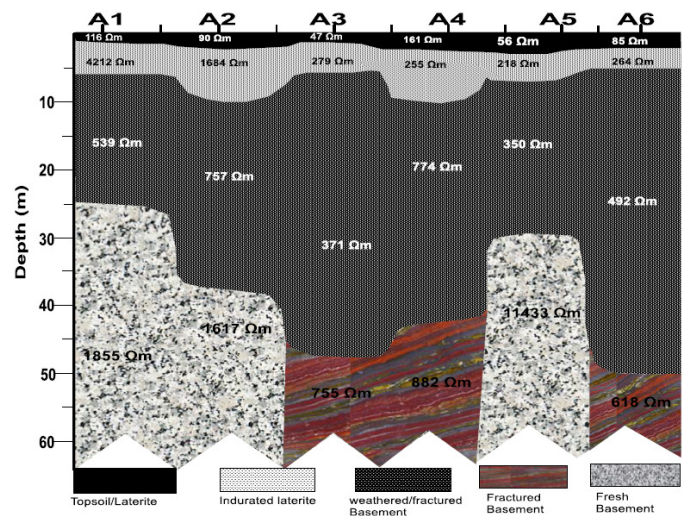 A1 A2 A3 A4 A5 A6
116 Ωm 90 Ωm 47 Ωm 161 Ωm 56 Ωm 85 Ωm
4212 Ωm 1684 Ωm 279 Ωm 255 Ωm 218 Ωm 264 Ωm
10
539 Ωm 757 Ωm 774 Ωm 350 Ωm
20
492 Ωm
30
371 Ωm
Depth (m)
40
1617 Ωm 11433 Ωm
1855 Ωm
50
755 Ωm 882 Ωm 618 Ωm
60
Topsoil/Laterite
Indurated laterite
weathered/fractured
Basement
Fractured
Basement
Fresh
Basement